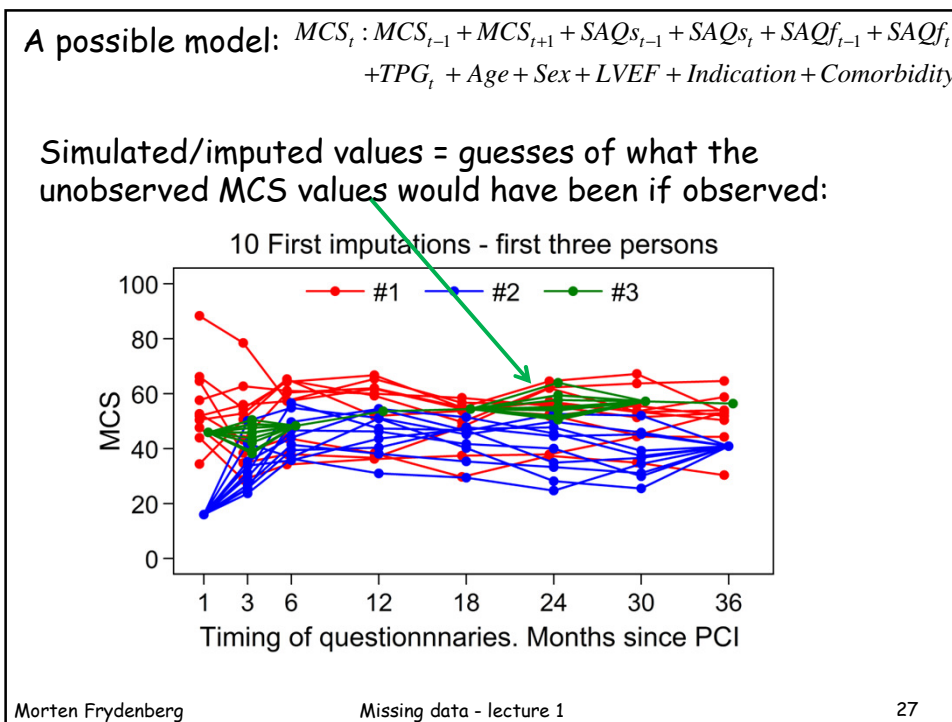 A possible model: MCS_t : MCS_{t-1} + MCS_{t+1} + SAQs_{t-1} + SAQs_t + SAQf_{t-1} + SAQf_t
+TPG_t + Age + Sex + LVEF + Indication + Comorbidity
Simulated/imputed values = guesses of what the
unobserved MCS values would have been if observed:
10 First imputations - first three persons
#1 #2 #3
100
80
60
40
20
0
MCS
1 3 6 12 18 24 30 36
Timing of questionnnaries. Months since PCI
Morten Frydenberg Missing data - lecture 1 27